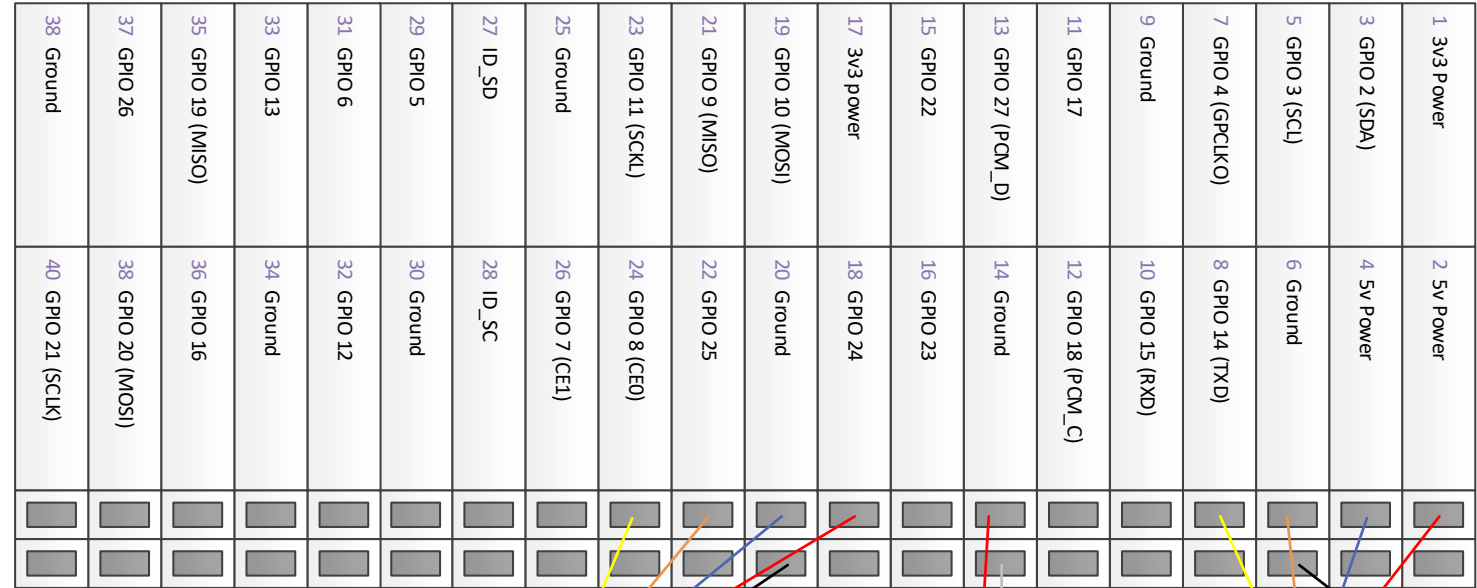 1 3v3 Power 2 5v Power
3 GPIO 2 (SDA) 4 5v Power
5 GPIO 3 (SCL) 6 Ground
7 GPIO 4 (GPCLKO) 8 GPIO 14 (TXD)
9 Ground 10 GPIO 15 (RXD)
11 GPIO 17 12 GPIO 18 (PCM_C)
13 GPIO 27 (PCM_D) 14 Ground
15 GPIO 22 16 GPIO 23
17 3v3 power 18 GPIO 24
19 GPIO 10 (MOSI) 20 Ground
21 GPIO 9 (MISO) 22 GPIO 25
23 GPIO 11 (SCKL) 24 GPIO 8 (CE0)
25 Ground 26 GPIO 7 (CE1)
27 ID_SD 28 ID_SC
29 GPIO 5 30 Ground
31 GPIO 6 32 GPIO 12
33 GPIO 13 34 Ground
35 GPIO 19 (MISO) 36 GPIO 16
37 GPIO 26 38 GPIO 20 (MOSI)
38 Ground 40 GPIO 21 (SCLK)